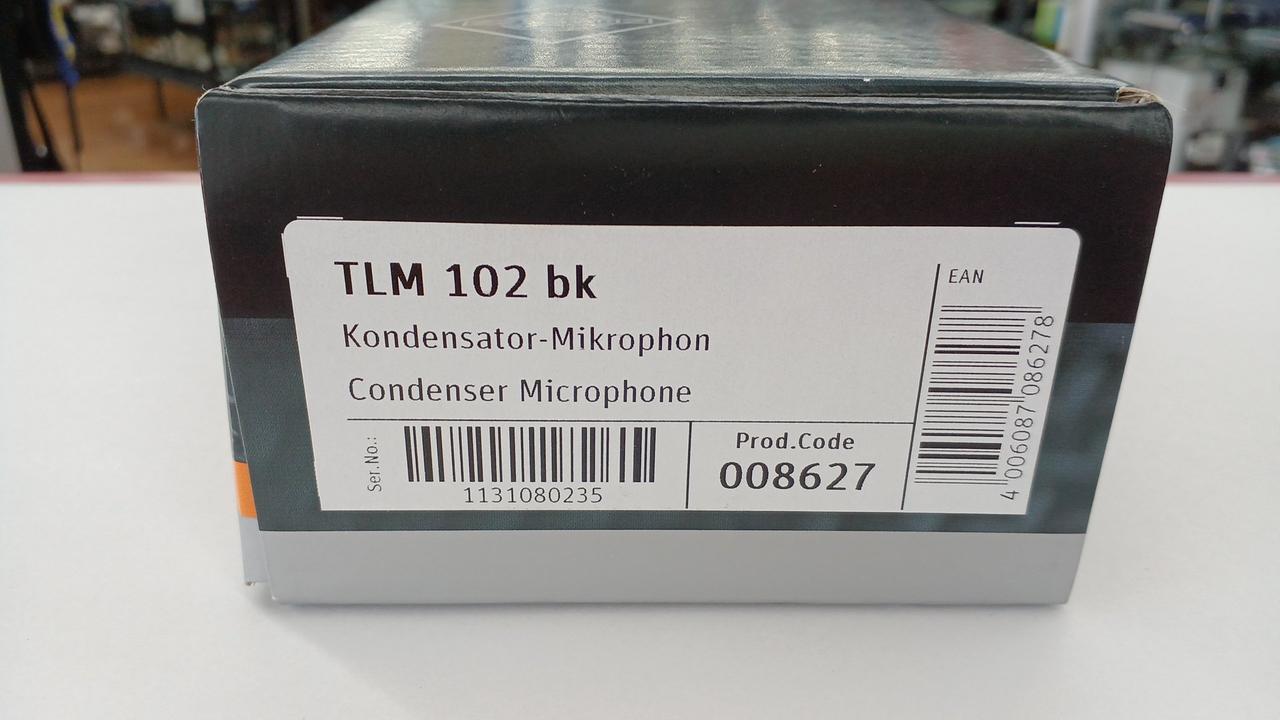 TLM 102 bk
Kondensator-Mikrophon
Condenser Microphone
Ser.No.:
1131080235
Prod.Code
008627
EAN
4 006087 086278